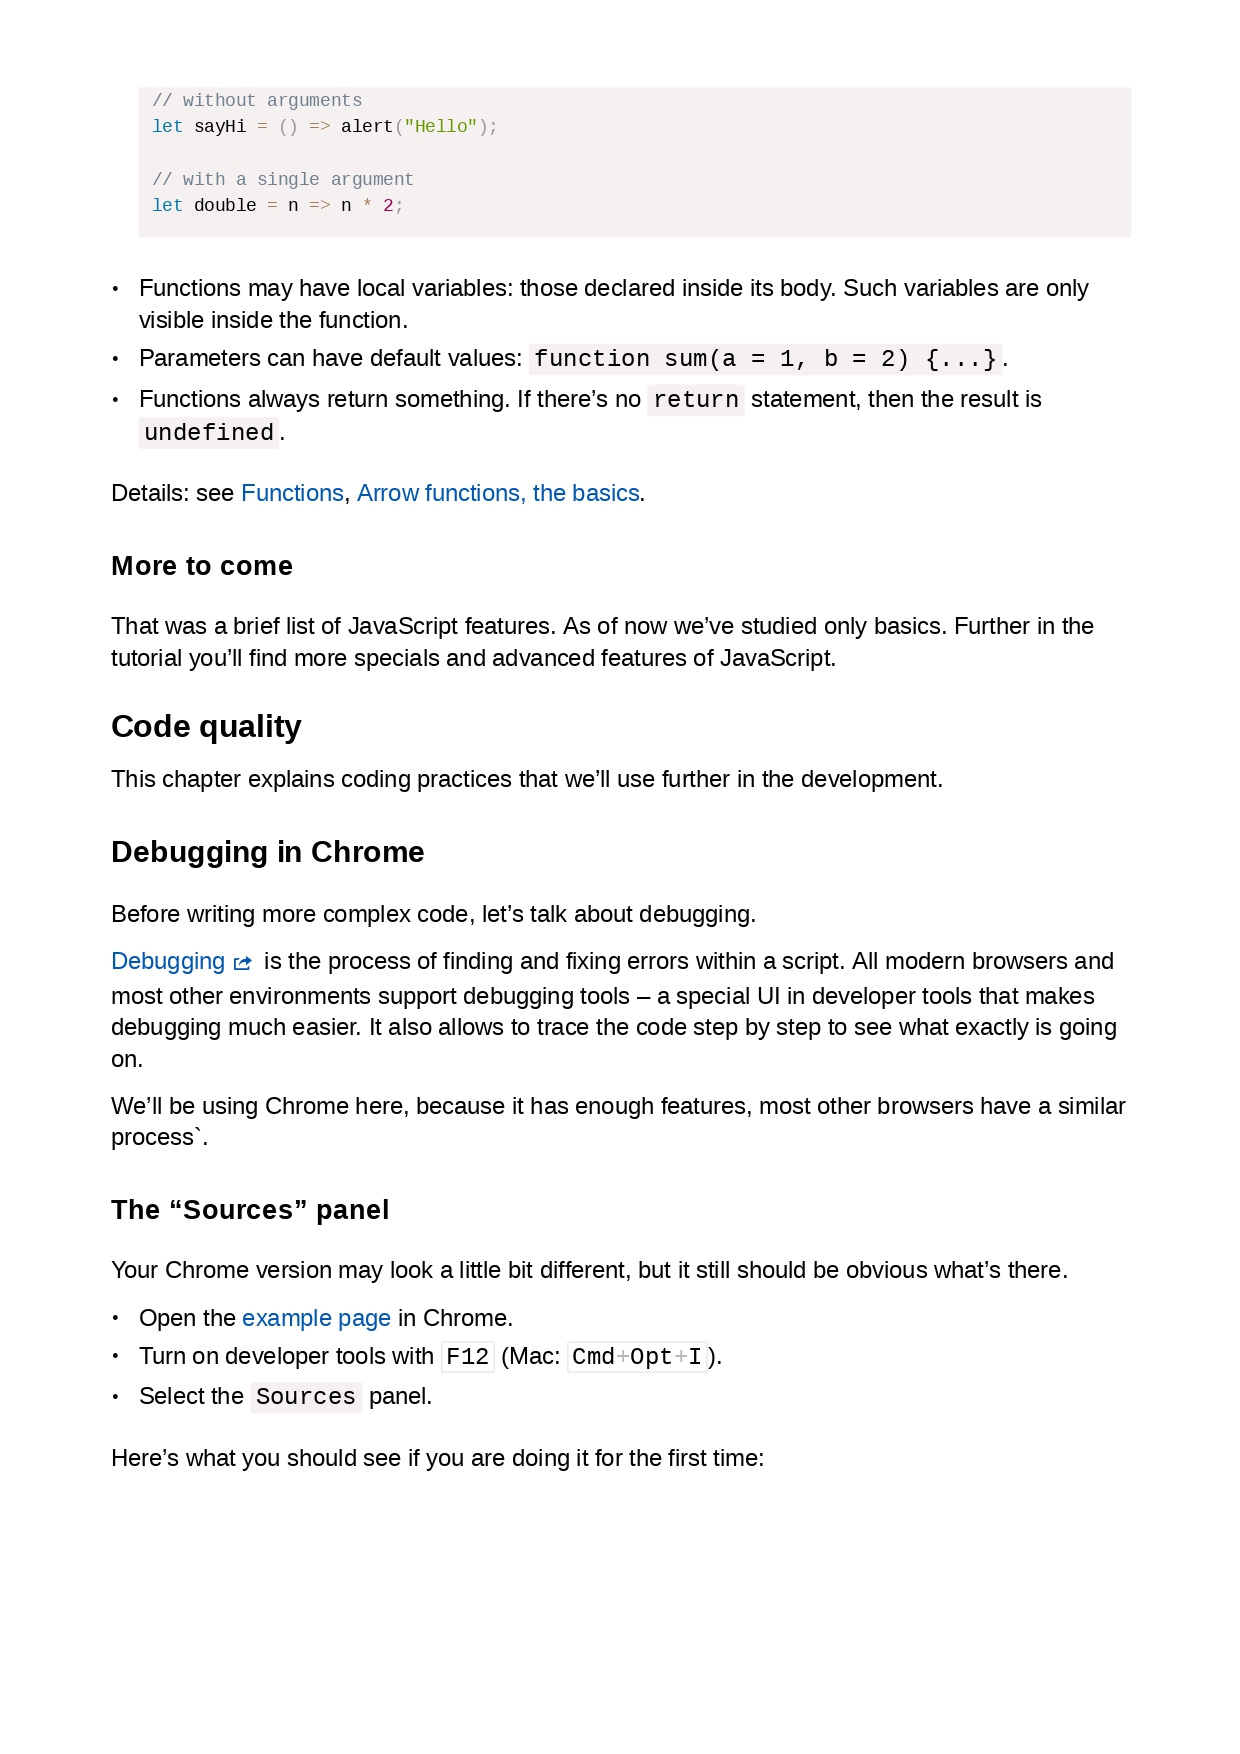 // without arguments
let sayHi = () => alert("Hello");
// with a single argument
let double = n => n * 2;
• Functions may have local variables: those declared inside its body. Such variables are only
visible inside the function.
• Parameters can have default values: function sum(a = 1, b = 2) {...}.
• Functions always return something. If there’s no return statement, then the result is
undefined.
Details: see Functions, Arrow functions, the basics.
More to come
That was a brief list of JavaScript features. As of now we’ve studied only basics. Further in the
tutorial you’ll find more specials and advanced features of JavaScript.
Code quality
This chapter explains coding practices that we’ll use further in the development.
Debugging in Chrome
Before writing more complex code, let’s talk about debugging.
Debugging is the process of finding and fixing errors within a script. All modern browsers and
most other environments support debugging tools – a special UI in developer tools that makes
debugging much easier. It also allows to trace the code step by step to see what exactly is going
on.
We’ll be using Chrome here, because it has enough features, most other browsers have a similar
process`.
The “Sources” panel
Your Chrome version may look a little bit different, but it still should be obvious what’s there.
• Open the example page in Chrome.
• Turn on developer tools with F12 (Mac: Cmd+Opt+I).
• Select the Sources panel.
Here’s what you should see if you are doing it for the first time: